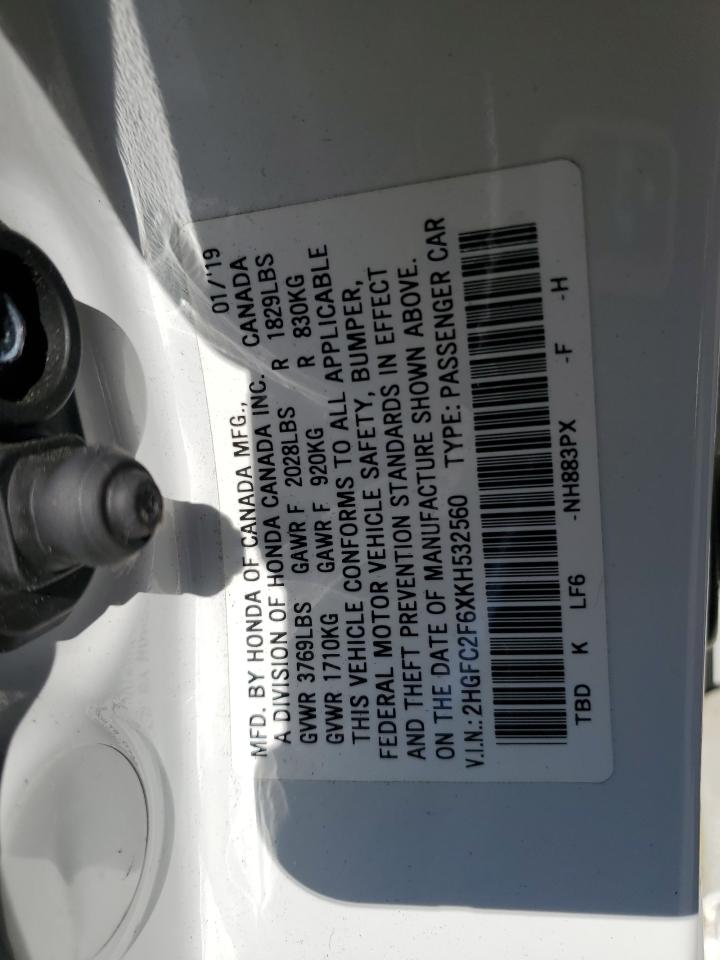 MFD. BY HONDA OF CANADA MFG., 01/'19
A DIVISION OF HONDA CANADA INC. CANADA
GVWR 3769LBS GAWR F 2028LBS R 1829LBS
GVWR 1710KG GAWR F 920KG R 830KG
THIS VEHICLE CONFORMS TO ALL APPLICABLE
FEDERAL MOTOR VEHICLE SAFETY, BUMPER,
AND THEFT PREVENTION STANDARDS IN EFFECT
ON THE DATE OF MANUFACTURE SHOWN ABOVE.
V.I.N.: 2HGFC2F6XKH532560 TYPE: PASSENGER CAR
TBD K LF6 -NH883PX -F -H